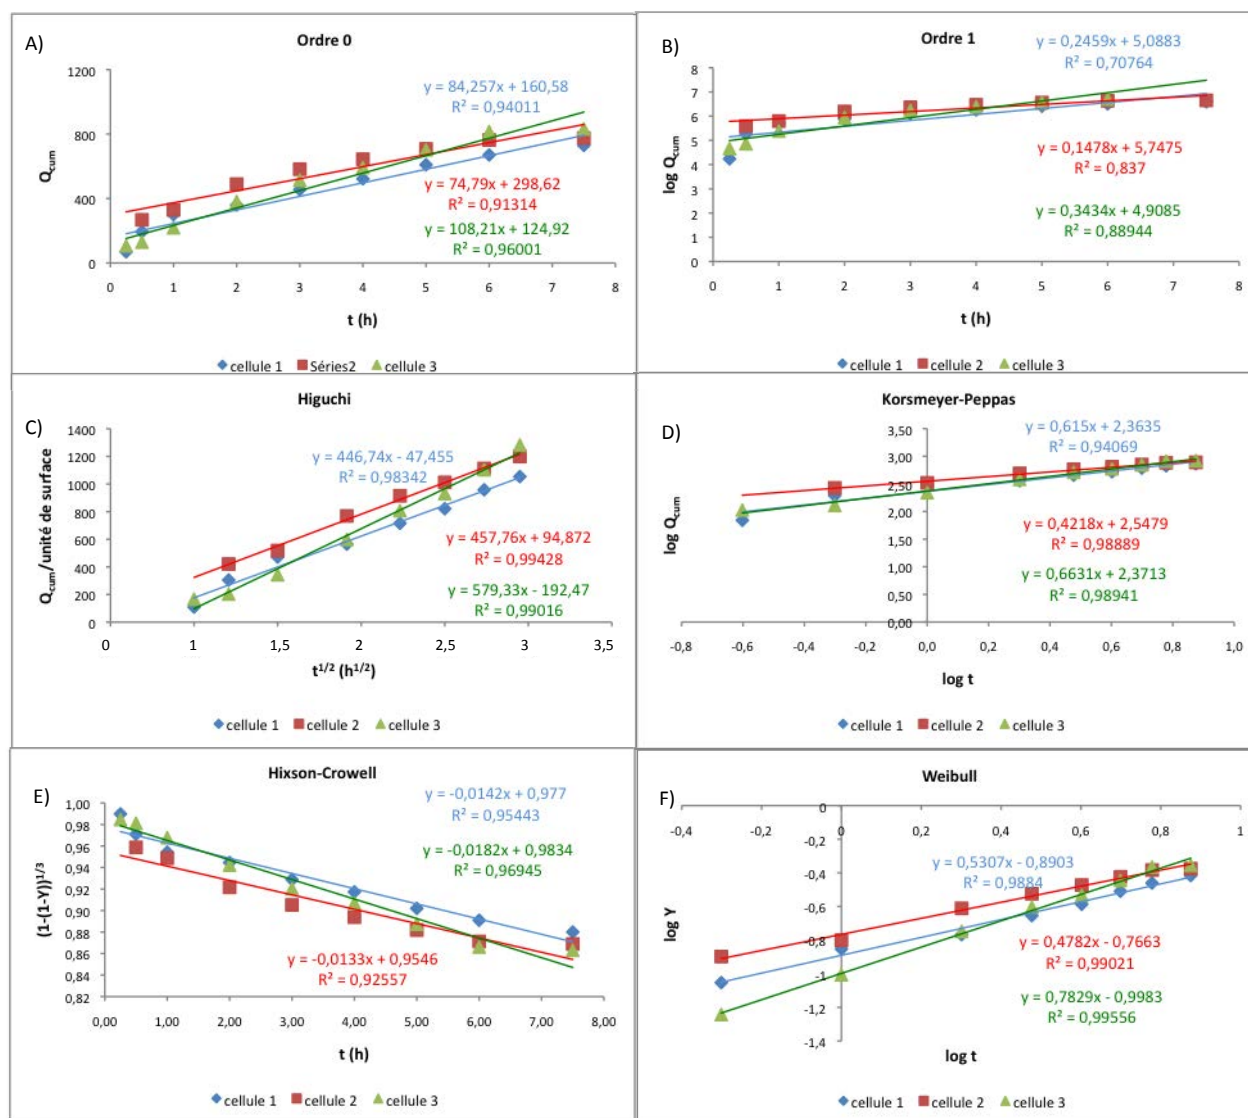 A)
Ordre 0
1200
800
400
0
Qcum
y = 84,257x + 160,58
R² = 0,94011
y = 74,79x + 298,62
R² = 0,91314
y = 108,21x + 124,92
R² = 0,96001
0 1 2 3 4 5 6 7 8
t (h)
cellule 1 Séries2 cellule 3
B)
Ordre 1
8
7
6
5
4
3
2
1
0
log Qcum
y = 0,2459x + 5,0883
R² = 0,70764
y = 0,1478x + 5,7475
R² = 0,837
y = 0,3434x + 4,9085
R² = 0,88944
0 1 2 3 4 5 6 7 8
t (h)
cellule 1 cellule 2 cellule 3
C)
Higuchi
1400
1200
1000
800
600
400
200
0
Qcum/unité de surface
y = 446,74x - 47,455
R² = 0,98342
y = 457,76x + 94,872
R² = 0,99428
y = 579,33x - 192,47
R² = 0,99016
0 1 1,5 2 2,5 3 3,5
t1/2 (h1/2)
cellule 1 cellule 2 cellule 3
D)
Korsmeyer-Peppas
3,50
3,00
2,50
2,00
1,50
1,00
0,50
0,00
log Qcum
y = 0,615x + 2,3635
R² = 0,94069
y = 0,4218x + 2,5479
R² = 0,98889
y = 0,6631x + 2,3713
R² = 0,98941
-0,8 -0,6 -0,4 -0,2 0,0 0,2 0,4 0,6 0,8 1,0
log t
cellule 1 cellule 2 cellule 3
E)
Hixson-Crowell
1,00
0,98
0,96
0,94
0,92
0,90
0,88
0,86
0,84
0,82
(1-(1-Y))1/3
y = -0,0142x + 0,977
R² = 0,95443
y = -0,0182x + 0,9834
R² = 0,96945
y = -0,0133x + 0,9546
R² = 0,92557
0,00 1,00 2,00 3,00 4,00 5,00 6,00 7,00 8,00
t (h)
cellule 1 cellule 2 cellule 3
F)
Weibull
-0,4 -0,2 0 0,2 0,4 0,6 0,8 1
0
-0,2
-0,4
-0,6
-0,8
-1
-1,2
-1,4
log Y
y = 0,5307x - 0,8903
R² = 0,9884
y = 0,4782x - 0,7663
R² = 0,99021
y = 0,7829x - 0,9983
R² = 0,99556
log t
cellule 1 cellule 2 cellule 3